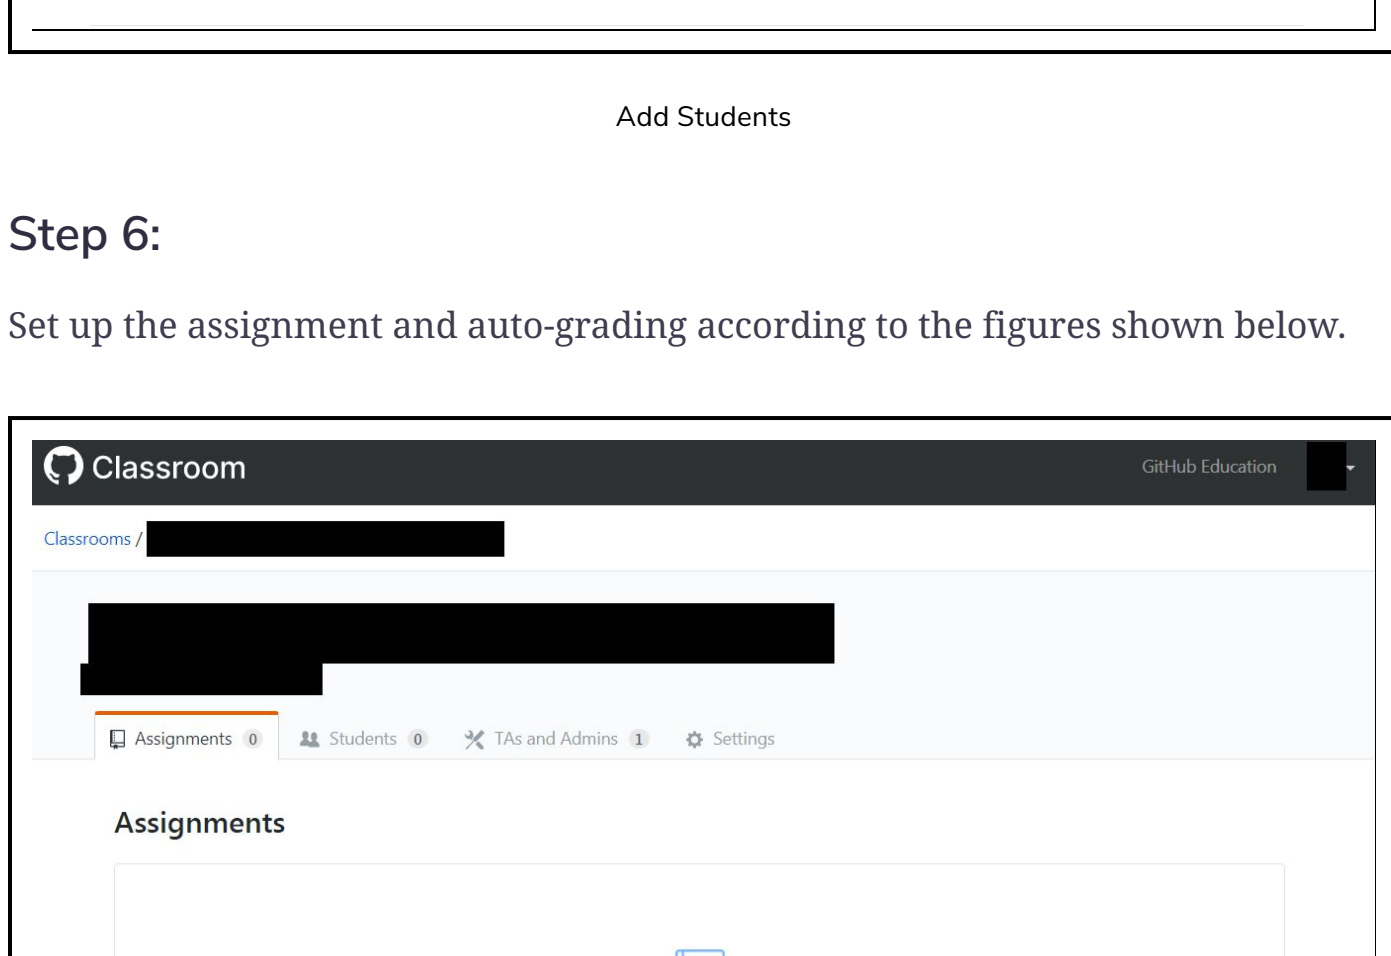 Add Students
Step 6:
Set up the assignment and auto-grading according to the figures shown below.
Classroom
GitHub Education
Classrooms /
Assignments 0 Students 0 TAs and Admins 1 Settings
Assignments